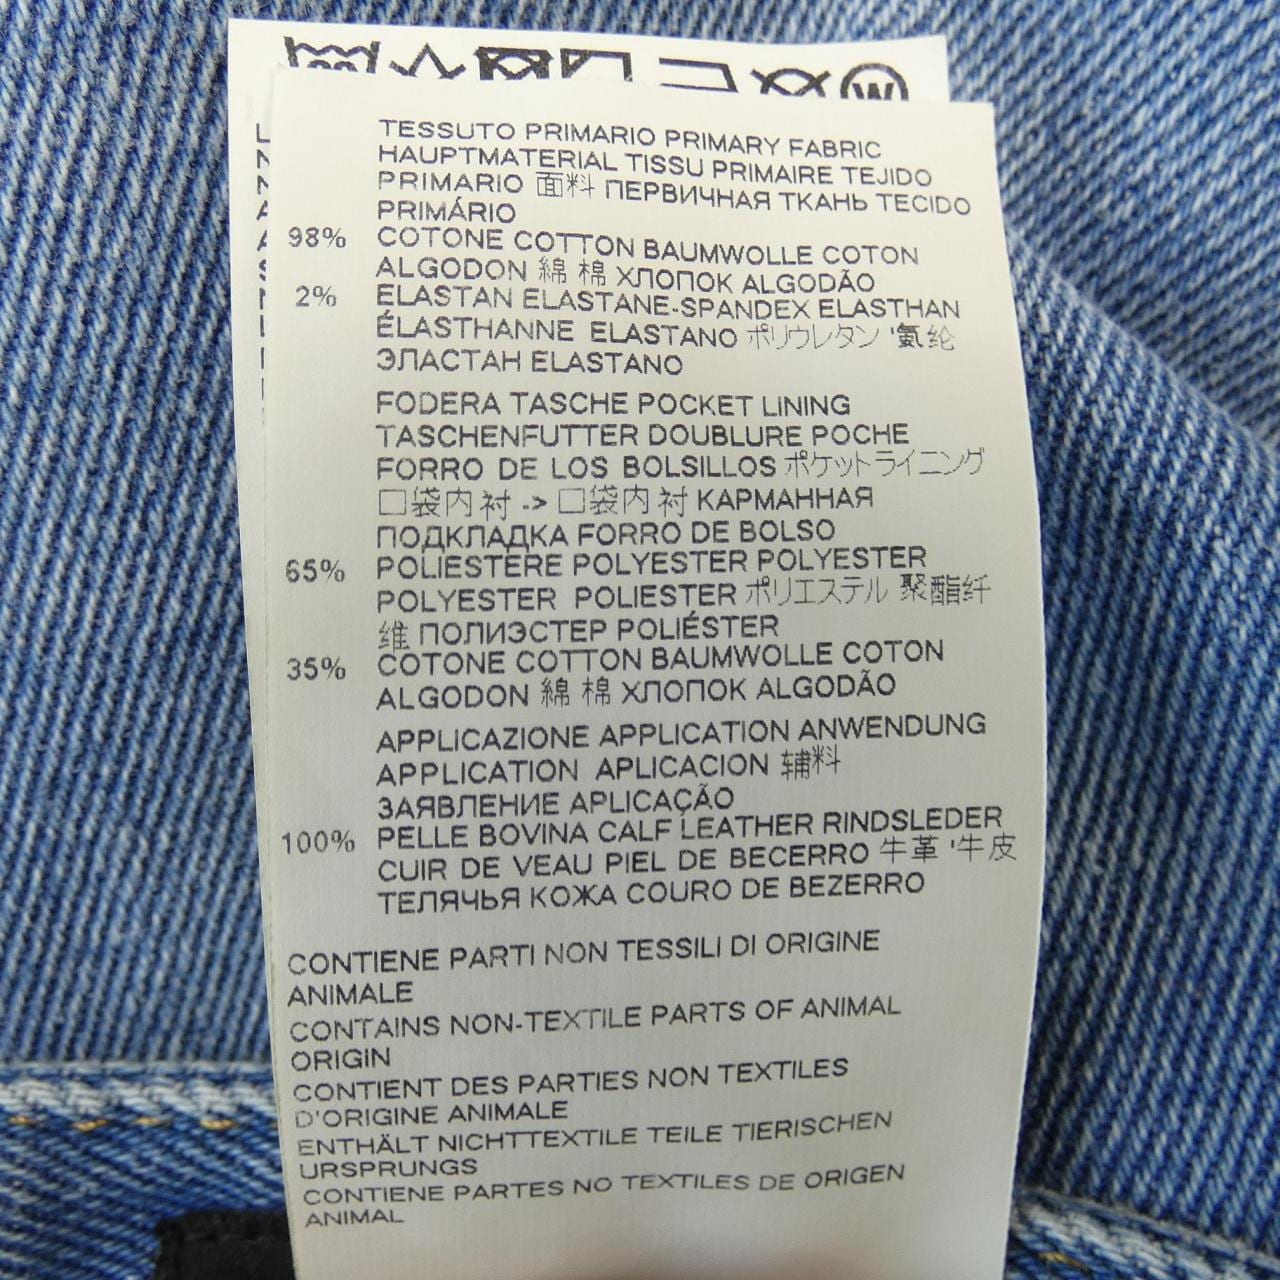 TESSUTO PRIMARIO PRIMARY FABRIC
HAUPTMATERIAL TISSU PRIMAIRE TEJIDO
PRIMARIO 面料 ПЕРВИЧНАЯ ТКАНЬ TECIDO
PRIMÁRIO
98% COTONE COTTON BAUMWOLLE COTON
ALGODON 綿 棉 ХЛОПОК ALGODÃO
2% ELASTAN ELASTANE-SPANDEX ELASTHAN
ÉLASTHANNE ELASTANO ポリウレタン '氨纶
ЭЛАСТАН ELASTANO
FODERA TASCHE POCKET LINING
TASCHENFUTTER DOUBLURE POCHE
FORRO DE LOS BOLSILLOS ポケットライニング
口袋内衬 -> 口袋内衬 КАРМАННАЯ
ПОДКЛАДКА FORRO DE BOLSO
65% POLIESTERE POLYESTER POLYESTER
POLYESTER POLIESTER ポリエステル 聚酯纤
维 ПОЛИЭСТЕР POLIÉSTER
35% COTONE COTTON BAUMWOLLE COTON
ALGODON 綿 棉 ХЛОПОК ALGODÃO
APPLICAZIONE APPLICATION ANWENDUNG
APPLICATION APLICACION 辅料
ЗАЯВЛЕНИЕ APLICAÇÃO
100% PELLE BOVINA CALF LEATHER RINDSLEDER
CUIR DE VEAU PIEL DE BECERRO 牛革 '牛皮
ТЕЛЯЧЬЯ КОЖА COURO DE BEZERRO
CONTIENE PARTI NON TESSILI DI ORIGINE
ANIMALE
CONTAINS NON-TEXTILE PARTS OF ANIMAL
ORIGIN
CONTIENT DES PARTIES NON TEXTILES
D'ORIGINE ANIMALE
ENTHÄLT NICHTTEXTILE TEILE TIERISCHEN
URSPRUNGS
CONTIENE PARTES NO TEXTILES DE ORIGEN
ANIMAL